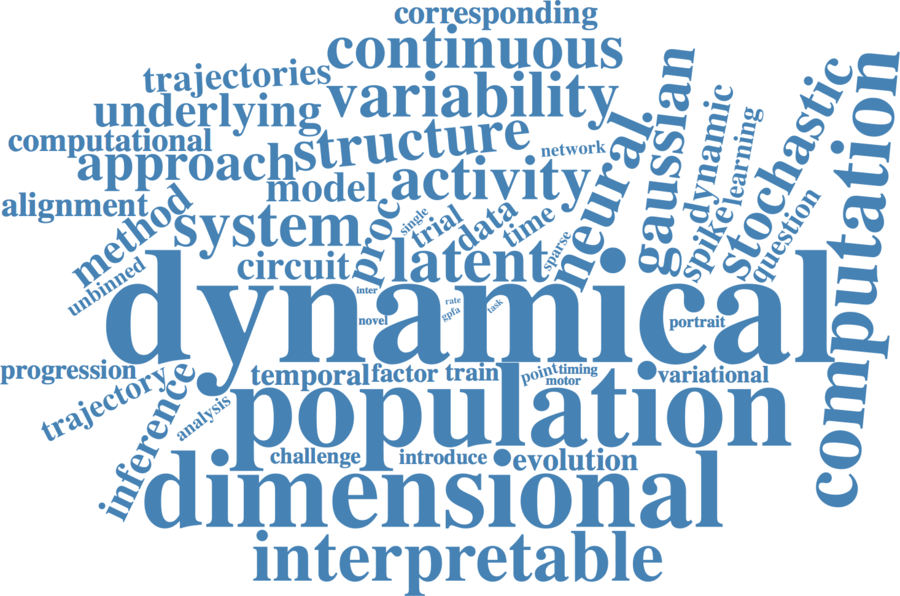 corresponding
continuous
trajectories
variability
underlying
computational
structure
approach
network
model
activity
alignment
method
system
proc
single
trial
data
time
sparse
neural.
gaussian
dynamic
learning
spike
stochastic
question
computation
circuit
latent
unbinned
inter
rate
gpfa
task
dynamical
novel
portrait
progression
temporal
factor
train
point
timing
motor
variational
trajectory
inference
analysis
population
challenge
introduce
evolution
dimensional
interpretable